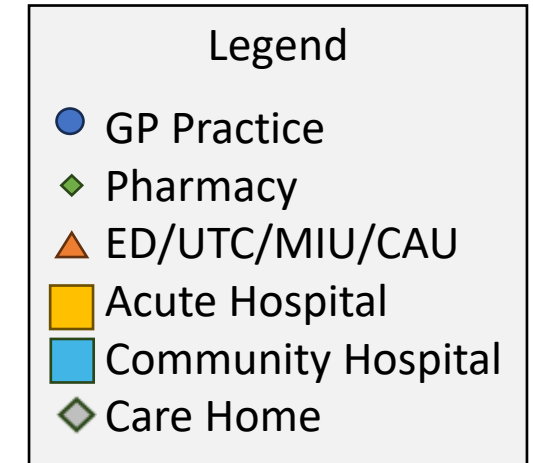 Legend
GP Practice
Pharmacy
ED/UTC/MIU/CAU
Acute Hospital
Community Hospital
Care Home